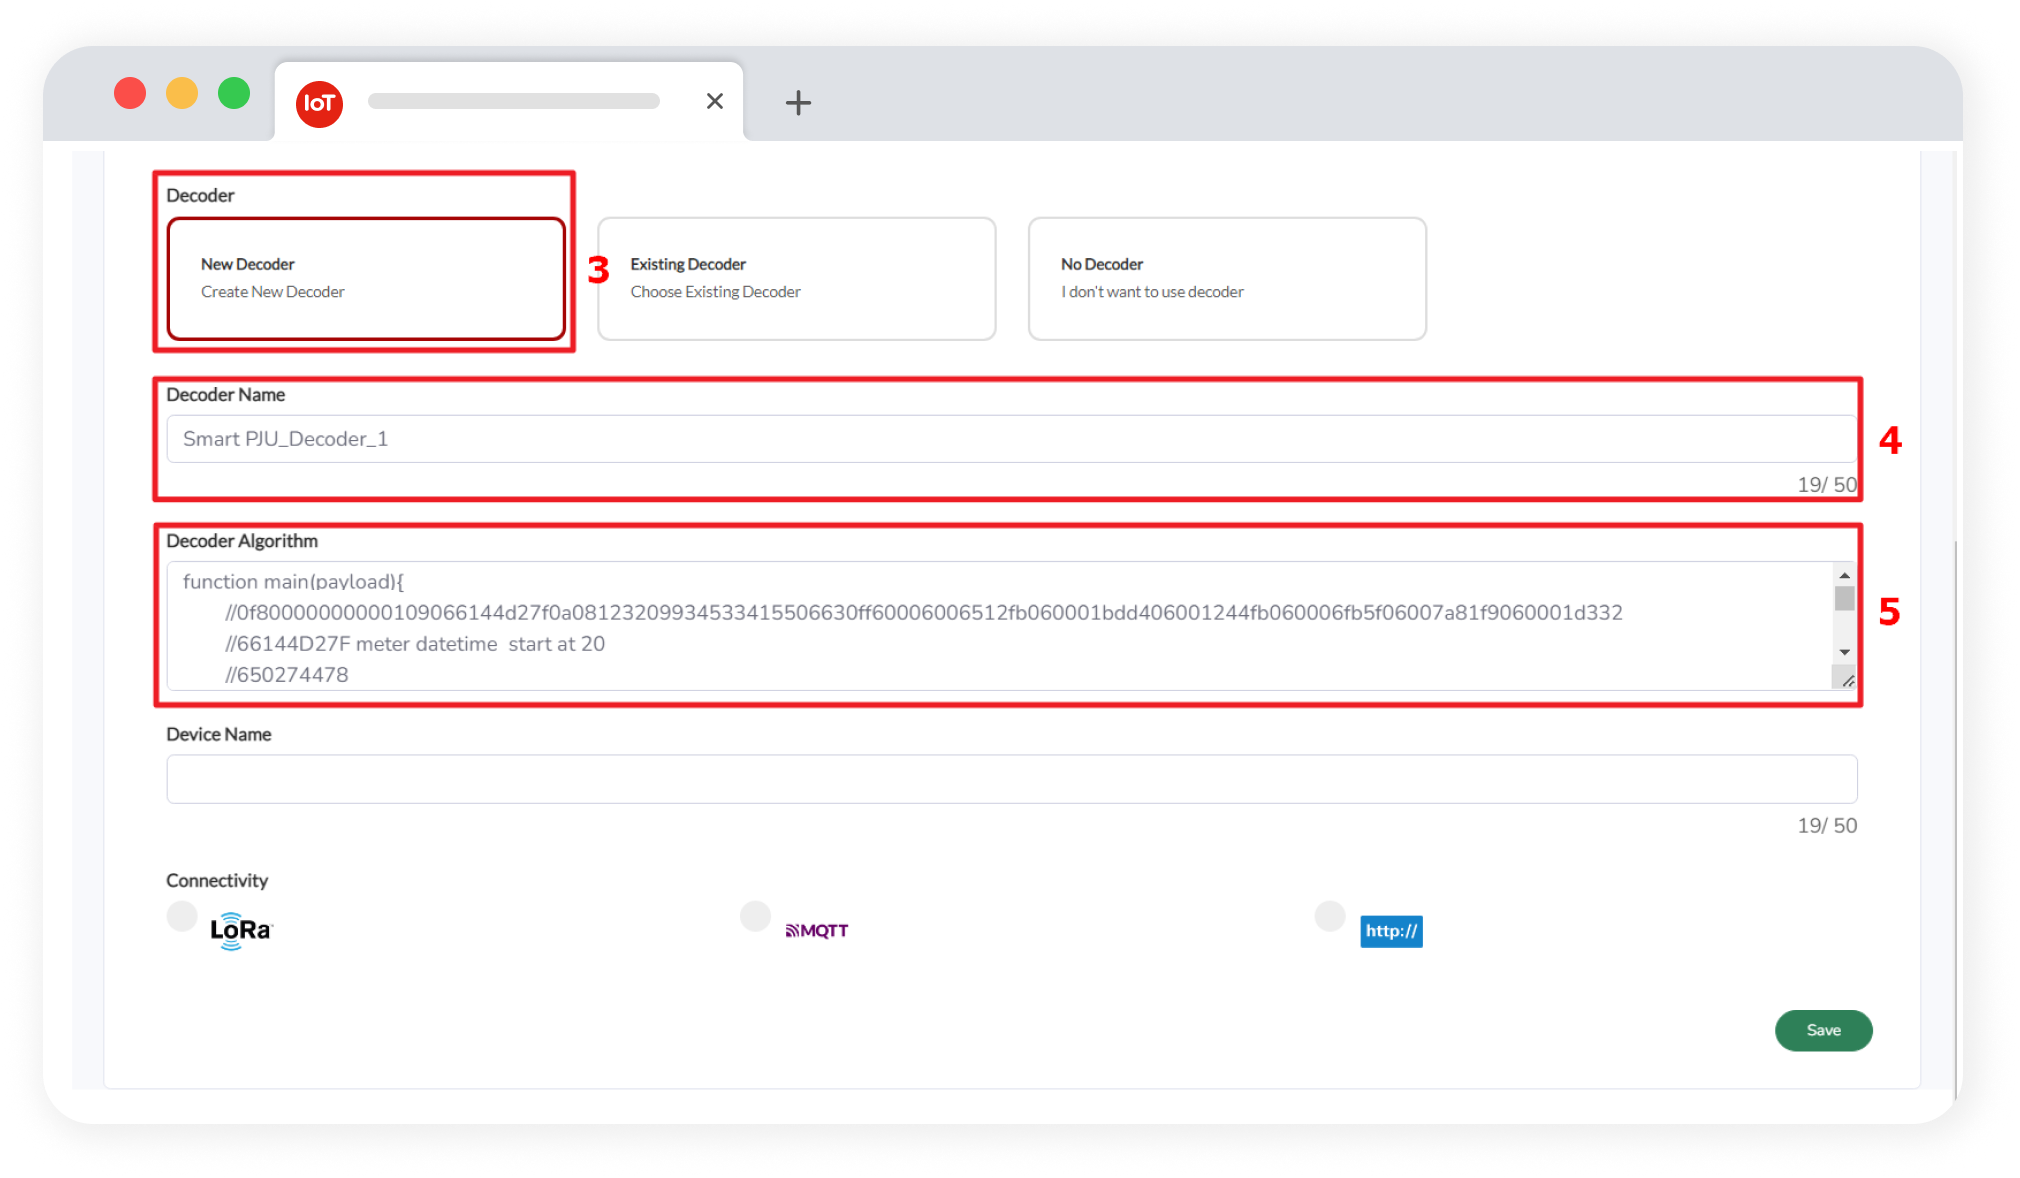 IoT
Decoder
New Decoder
Create New Decoder
3
Existing Decoder
Choose Existing Decoder
No Decoder
I don't want to use decoder
Decoder Name
Smart PJU_Decoder_1
4
19/ 50
Decoder Algorithm
function main(payload){
//0f80000000000109066144d27f0a08123209934533415506630ff60006006512fb060001bdd406001244fb060006fb5f06007a81f9060001d332
//66144D27F meter datetime  start at 20
//650274478
5
Device Name
19/ 50
Connectivity
LoRa
MQTT
http://
Save